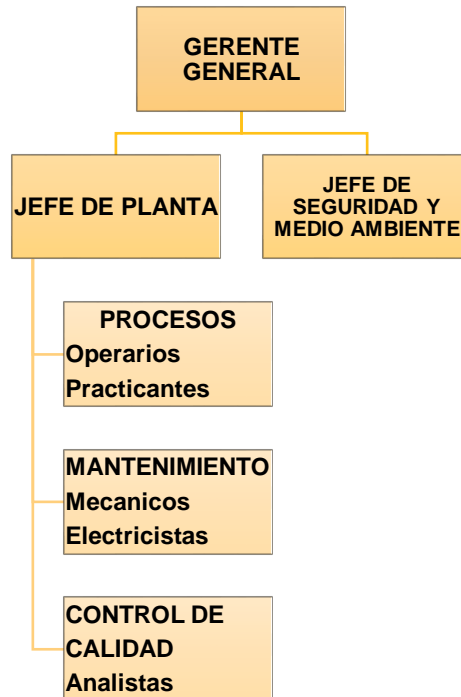 GERENTE
GENERAL
JEFE DE PLANTA
JEFE DE
SEGURIDAD Y
MEDIO AMBIENTE
PROCESOS
Operarios
Practicantes
MANTENIMIENTO
Mecanicos
Electricistas
CONTROL DE
CALIDAD
Analistas